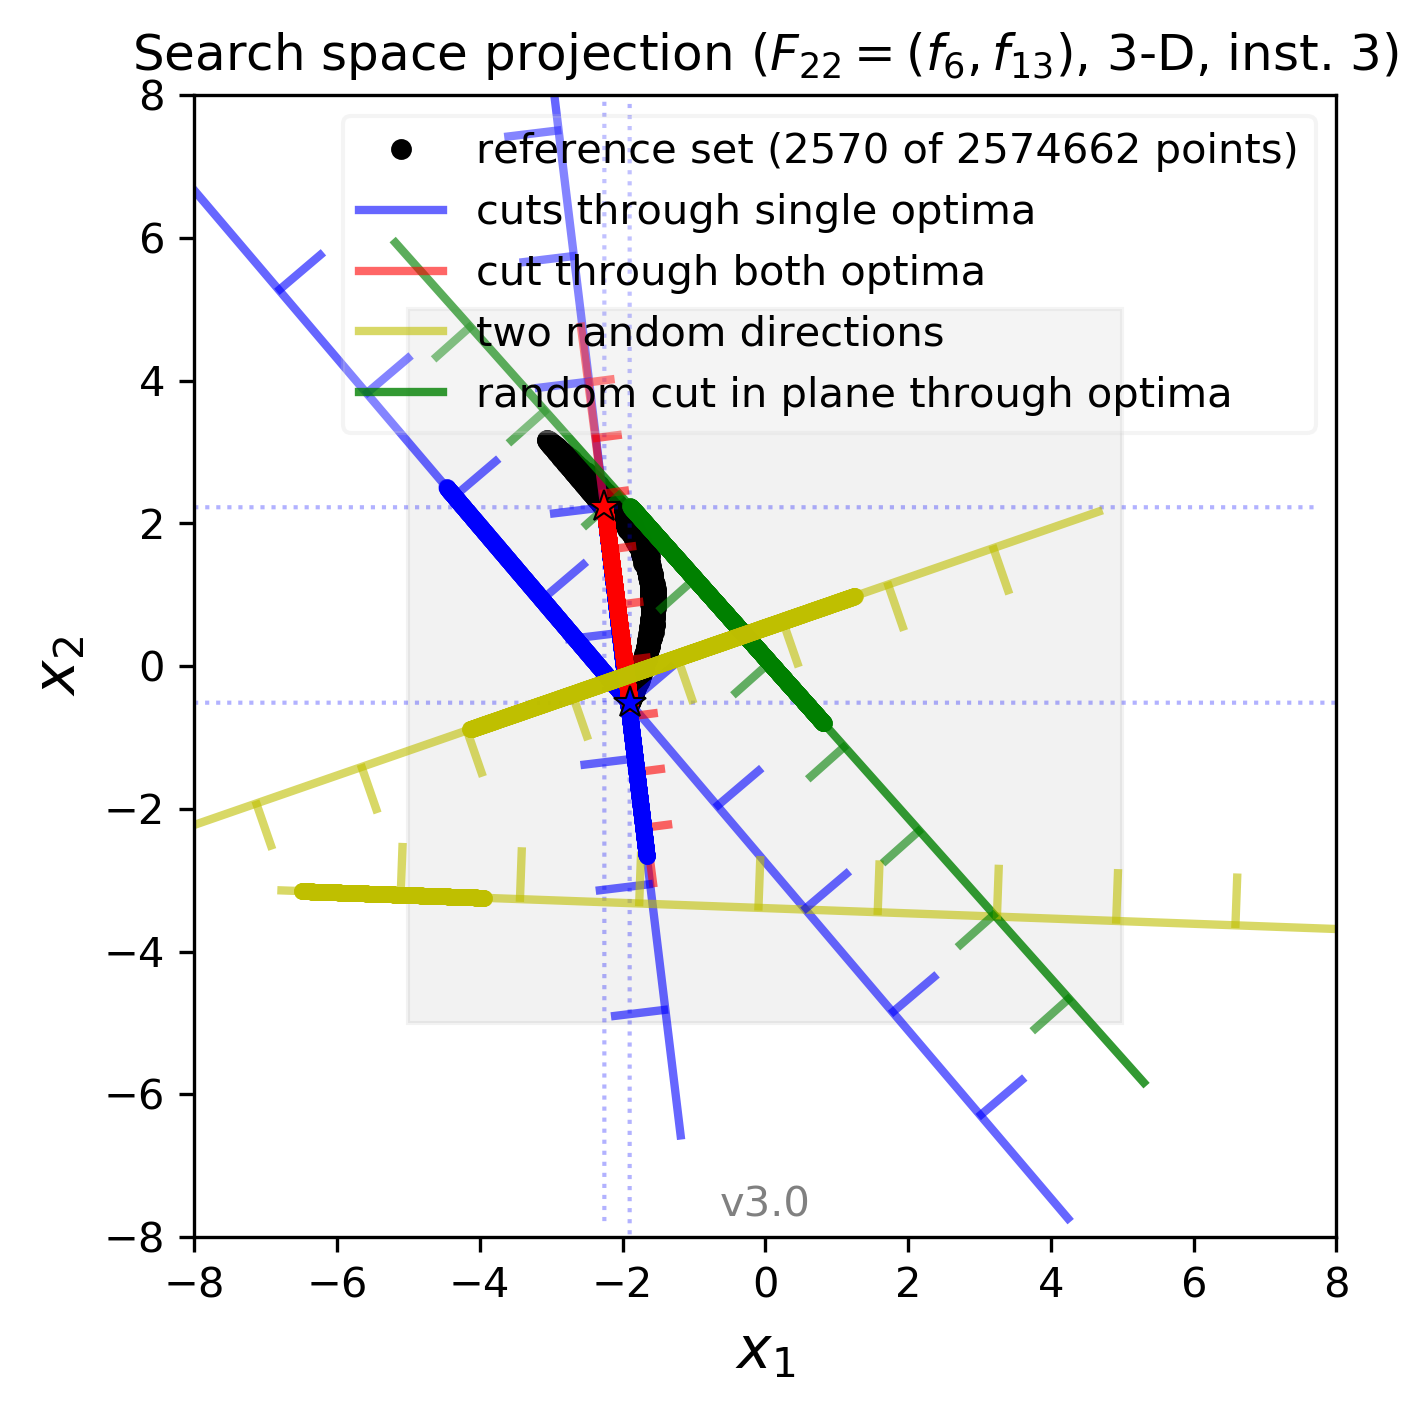 Search space projection (F₂₂ = (f₆, f₁₃), 3-D, inst. 3)
reference set (2570 of 2574662 points)
cuts through single optima
cut through both optima
two random directions
random cut in plane through optima
8
6
4
2
0
−2
−4
−6
−8
x₂
v3.0
−8 −6 −4 −2 0 2 4 6 8
x₁